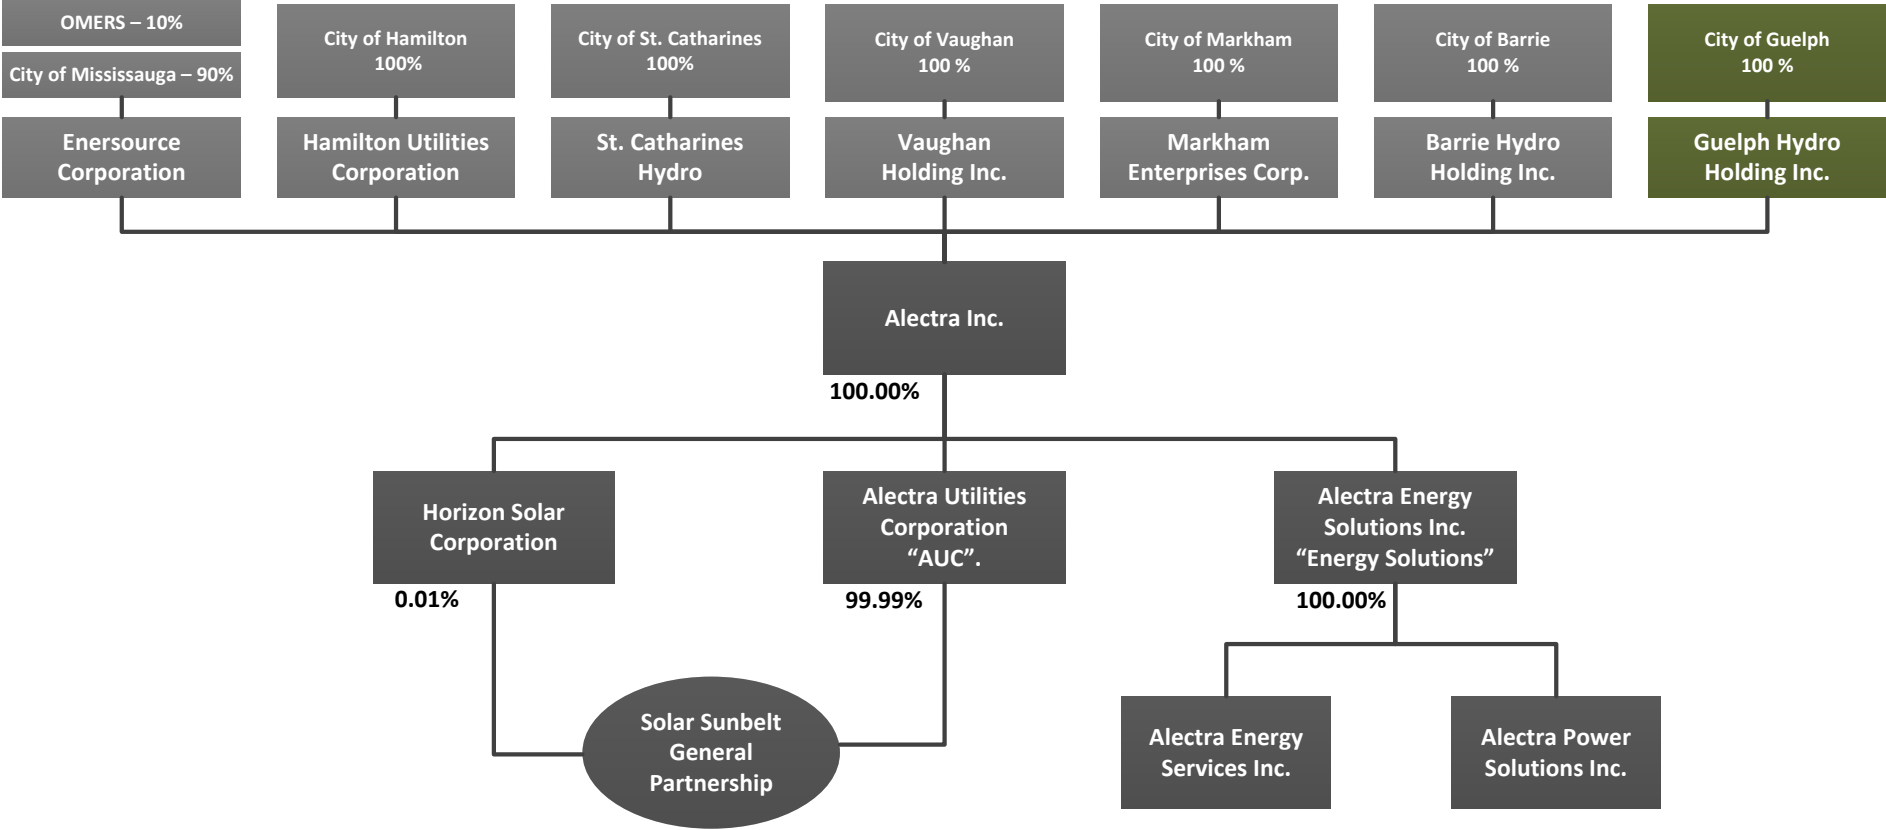 OMERS – 10%
City of Mississauga – 90%
Enersource
Corporation
City of Hamilton
100%
Hamilton Utilities
Corporation
City of St. Catharines
100%
St. Catharines
Hydro
City of Vaughan
100 %
Vaughan
Holding Inc.
City of Markham
100 %
Markham
Enterprises Corp.
City of Barrie
100 %
Barrie Hydro
Holding Inc.
City of Guelph
100 %
Guelph Hydro
Holding Inc.
Alectra Inc.
100.00%
Horizon Solar
Corporation
0.01%
Alectra Utilities
Corporation
“AUC”.
99.99%
Alectra Energy
Solutions Inc.
“Energy Solutions”
100.00%
Solar Sunbelt
General
Partnership
Alectra Energy
Services Inc.
Alectra Power
Solutions Inc.